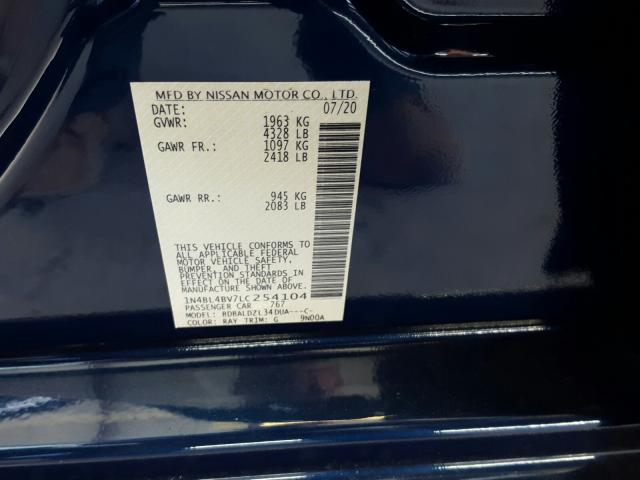 MFD BY NISSAN MOTOR CO., LTD.
DATE: 07/20
GVWR: 1963 KG
4328 LB
GAWR FR.: 1097 KG
2418 LB
GAWR RR.: 945 KG
2083 LB
THIS VEHICLE CONFORMS TO
ALL APPLICABLE FEDERAL
MOTOR VEHICLE SAFETY,
BUMPER, AND THEFT
PREVENTION STANDARDS
IN EFFECT ON THE DATE OF
MANUFACTURE SHOWN ABOVE.
1N4BL4BV7LC254104
PASSENGER CAR 767
MODEL: BDBALDZL34DUA---C-
COLOR: RAY TRIM: G 9N00A